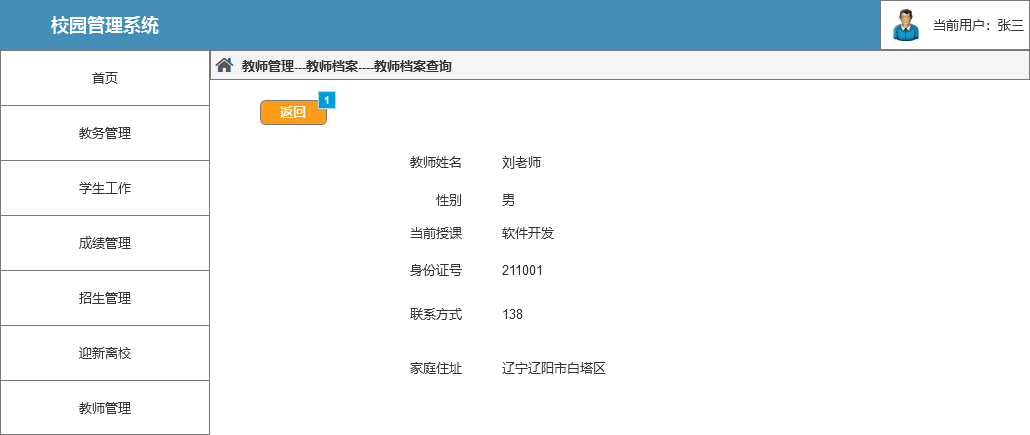 校园管理系统
当前用户：张三
首页
教务管理
学生工作
成绩管理
招生管理
迎新离校
教师管理
教师管理---教师档案----教师档案查询
返回
1
教师姓名 刘老师
性别 男
当前授课 软件开发
身份证号 211001
联系方式 138
家庭住址 辽宁辽阳市白塔区